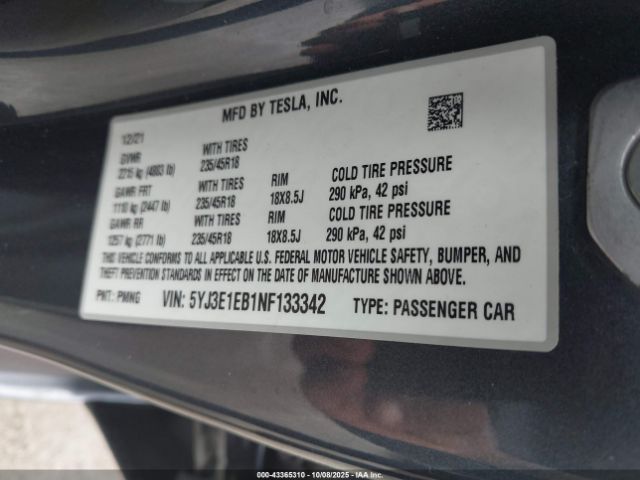 MFD BY TESLA, INC.
12/21
GVWR WITH TIRES
2215 kg (4883 lb) 235/45R18
GAWR FRT WITH TIRES RIM COLD TIRE PRESSURE
1110 kg (2447 lb) 235/45R18 18X8.5J 290 kPa, 42 psi
GAWR RR WITH TIRES RIM COLD TIRE PRESSURE
1257 kg (2771 lb) 235/45R18 18X8.5J 290 kPa, 42 psi
THIS VEHICLE CONFORMS TO ALL APPLICABLE U.S. FEDERAL MOTOR VEHICLE SAFETY, BUMPER, AND
THEFT PREVENTION STANDARDS IN EFFECT ON THE DATE OF MANUFACTURE SHOWN ABOVE.
PNT: PMNG VIN: 5YJ3E1EB1NF133342 TYPE: PASSENGER CAR
000-43365310 - 10/08/2025 - IAAI.COM